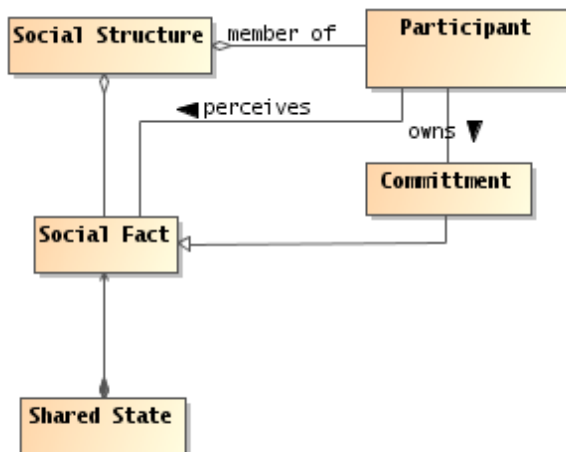 Social Structure
member of
Participant
perceives
owns
Committment
Social Fact
Shared State